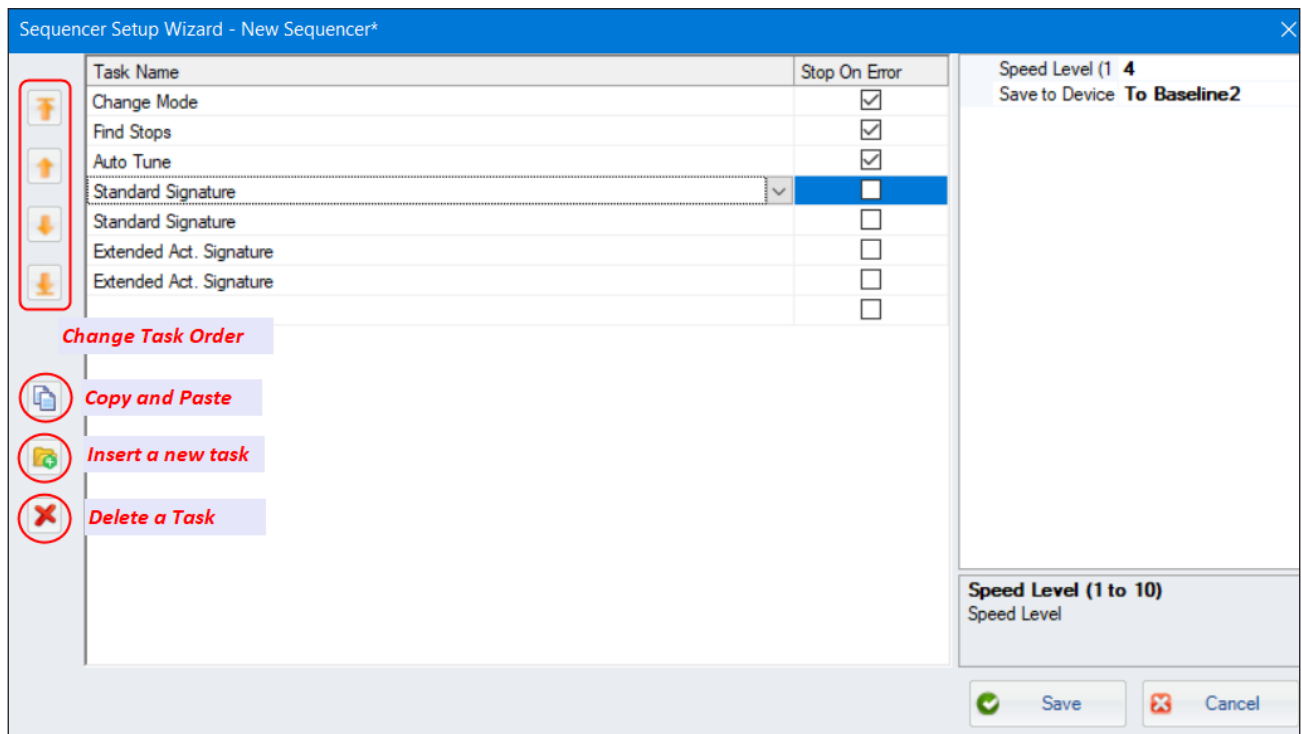 Sequencer Setup Wizard - New Sequencer*
Task Name Stop On Error
Change Mode
Find Stops
Auto Tune
Standard Signature
Standard Signature
Extended Act. Signature
Extended Act. Signature
Change Task Order
Copy and Paste
Insert a new task
Delete a Task
Speed Level (1 4
Save to Device To Baseline2
Speed Level (1 to 10)
Speed Level
Save Cancel